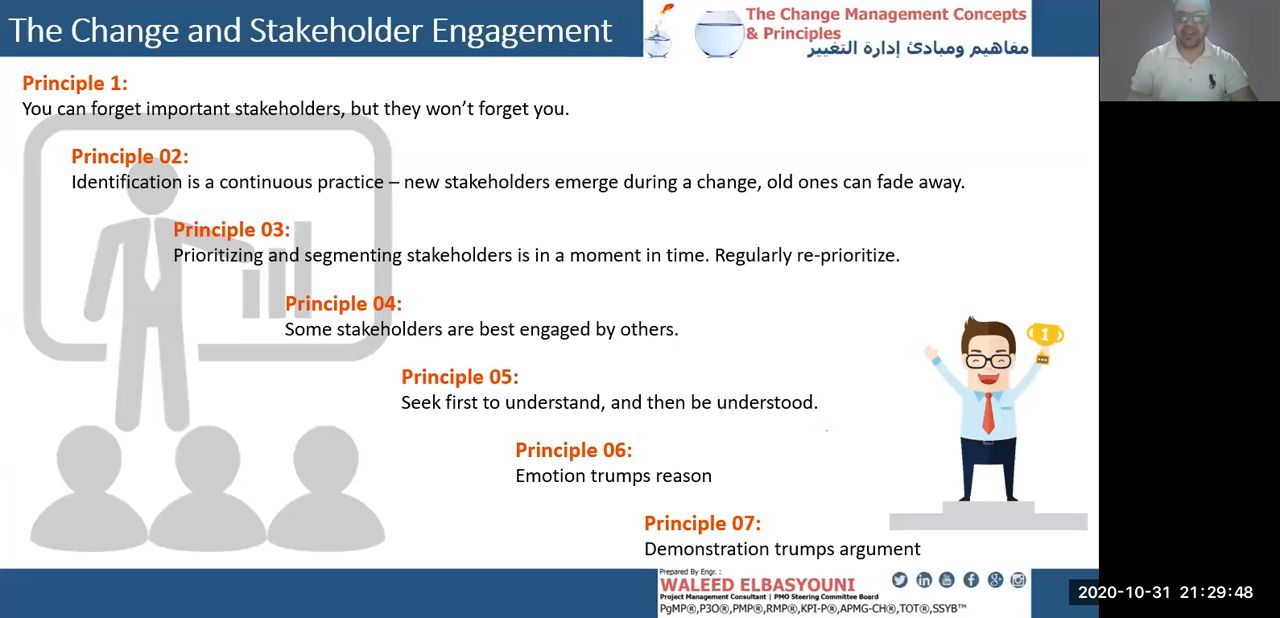 The Change and Stakeholder Engagement
The Change Management Concepts
& Principles
مفاهيم ومبادئ إدارة التغيير
Principle 1:
You can forget important stakeholders, but they won’t forget you.
Principle 02:
Identification is a continuous practice – new stakeholders emerge during a change, old ones can fade away.
Principle 03:
Prioritizing and segmenting stakeholders is in a moment in time. Regularly re-prioritize.
Principle 04:
Some stakeholders are best engaged by others.
Principle 05:
Seek first to understand, and then be understood.
Principle 06:
Emotion trumps reason
Principle 07:
Demonstration trumps argument
1
Prepared By Engr. :
WALEED ELBASYOUNI
Project Management Consultant | PMO Steering Committee Board
PgMP®,P3O®,PMP®,RMP®,KPI-P®,APMG-CH®,TOT®,SSYB™
2020-10-31 21:29:48